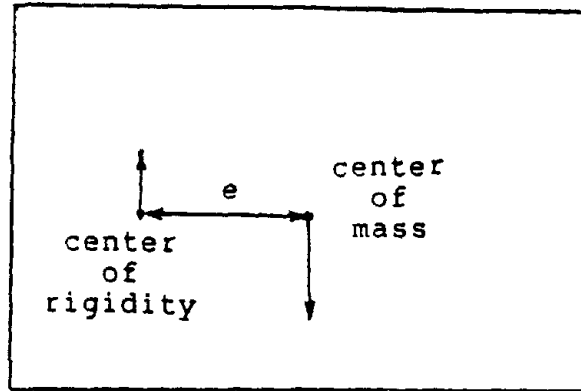 e
center
of
mass
center
of
rigidity